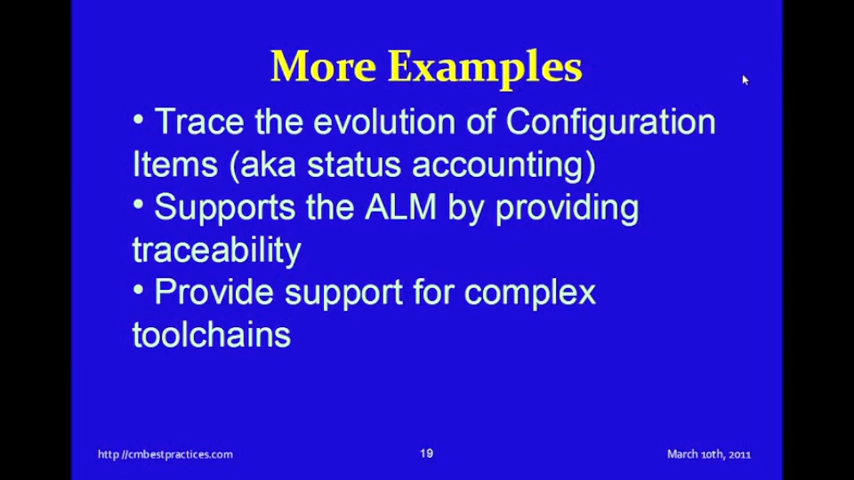 More Examples
• Trace the evolution of Configuration
Items (aka status accounting)
• Supports the ALM by providing
traceability
• Provide support for complex
toolchains
http://cmbestpractices.com
19
March 10th, 2011